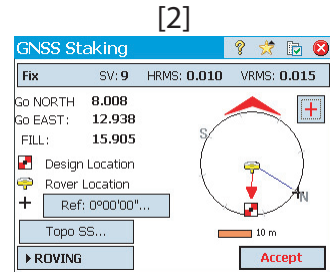 [2]
GNSS Staking
Fix SV: 9 HRMS: 0.010 VRMS: 0.015
Go NORTH 8.008
Go EAST: 12.938
FILL: 15.905
Design Location
Rover Location
Ref: 0°00'00"...
Topo SS...
ROVING
S
N
10 m
Accept